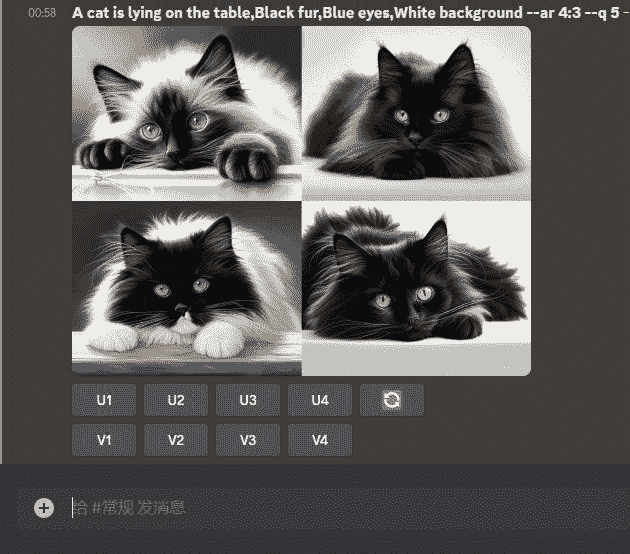 00:58 A cat is lying on the table,Black fur,Blue eyes,White background --ar 4:3 --q 5 -
U1 U2 U3 U4
V1 V2 V3 V4
给 #常规 发消息